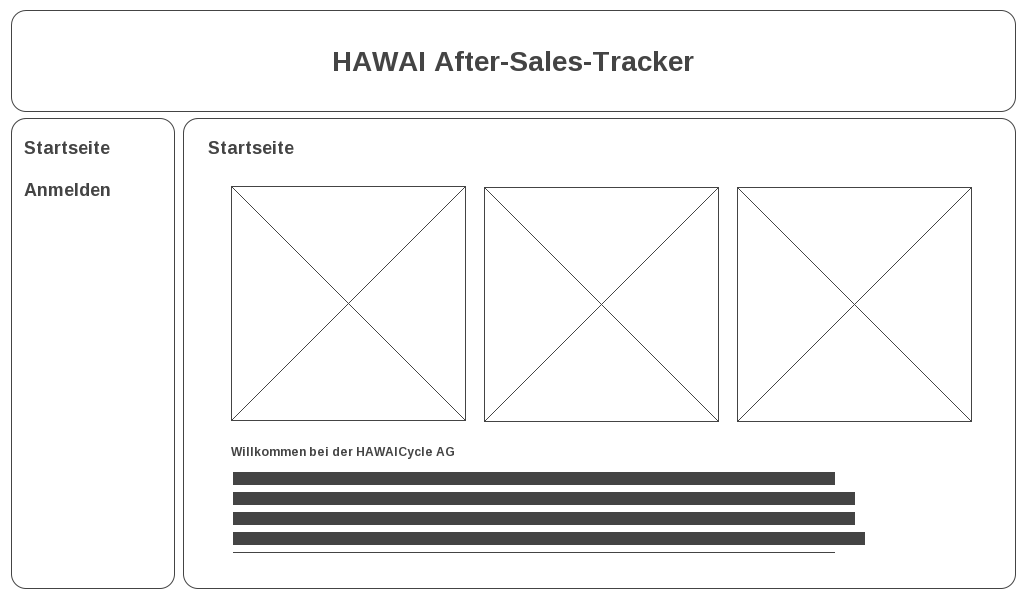 HAWAI After-Sales-Tracker
Startseite
Anmelden
Startseite
Willkommen bei der HAWAICycle AG